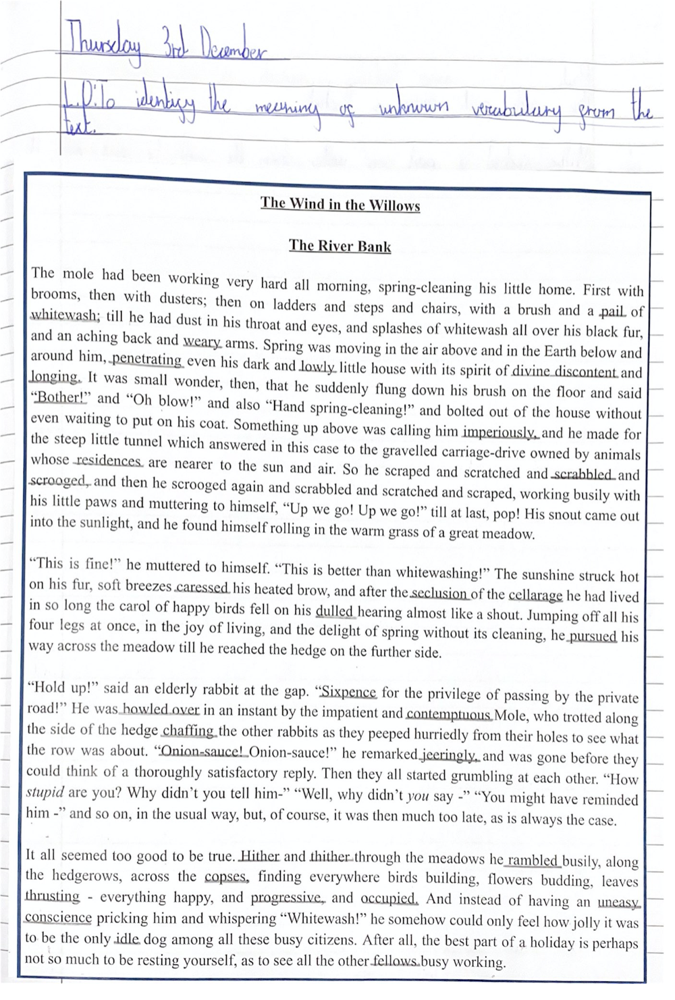 Thursday 3rd December
L.O: To identify the meaning of unknown vocabulary from the
text.
The Wind in the Willows
The River Bank
The mole had been working very hard all morning, spring-cleaning his little home. First with
brooms, then with dusters; then on ladders and steps and chairs, with a brush and a pail of
whitewash; till he had dust in his throat and eyes, and splashes of whitewash all over his black fur,
and an aching back and weary arms. Spring was moving in the air above and in the Earth below and
around him, penetrating even his dark and lowly little house with its spirit of divine discontent and
longing. It was small wonder, then, that he suddenly flung down his brush on the floor and said
“Bother!” and “Oh blow!” and also “Hand spring-cleaning!” and bolted out of the house without
even waiting to put on his coat. Something up above was calling him imperiously, and he made for
the steep little tunnel which answered in this case to the gravelled carriage-drive owned by animals
whose residences are nearer to the sun and air. So he scraped and scratched and scrabbled and
scrooged, and then he scrooged again and scrabbled and scratched and scraped, working busily with
his little paws and muttering to himself, “Up we go! Up we go!” till at last, pop! His snout came out
into the sunlight, and he found himself rolling in the warm grass of a great meadow.
“This is fine!” he muttered to himself. “This is better than whitewashing!” The sunshine struck hot
on his fur, soft breezes caressed his heated brow, and after the seclusion of the cellarage he had lived
in so long the carol of happy birds fell on his dulled hearing almost like a shout. Jumping off all his
four legs at once, in the joy of living, and the delight of spring without its cleaning, he pursued his
way across the meadow till he reached the hedge on the further side.
“Hold up!” said an elderly rabbit at the gap. “Sixpence for the privilege of passing by the private
road!” He was howled over in an instant by the impatient and contemptuous Mole, who trotted along
the side of the hedge chaffing the other rabbits as they peeped hurriedly from their holes to see what
the row was about. “Onion-sauce! Onion-sauce!” he remarked jeeringly, and was gone before they
could think of a thoroughly satisfactory reply. Then they all started grumbling at each other. “How
stupid are you? Why didn’t you tell him-” “Well, why didn’t you say -” “You might have reminded
him -” and so on, in the usual way, but, of course, it was then much too late, as is always the case.
It all seemed too good to be true. Hither and thither through the meadows he rambled busily, along
the hedgerows, across the copses, finding everywhere birds building, flowers budding, leaves
thrusting - everything happy, and progressive, and occupied. And instead of having an uneasy
conscience pricking him and whispering “Whitewash!” he somehow could only feel how jolly it was
to be the only idle dog among all these busy citizens. After all, the best part of a holiday is perhaps
not so much to be resting yourself, as to see all the other fellows busy working.